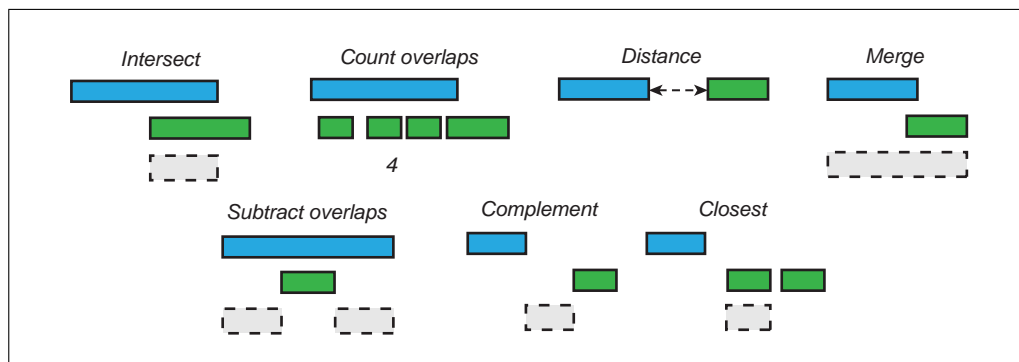 Intersect
Count overlaps
Distance
Merge
4
Subtract overlaps
Complement
Closest